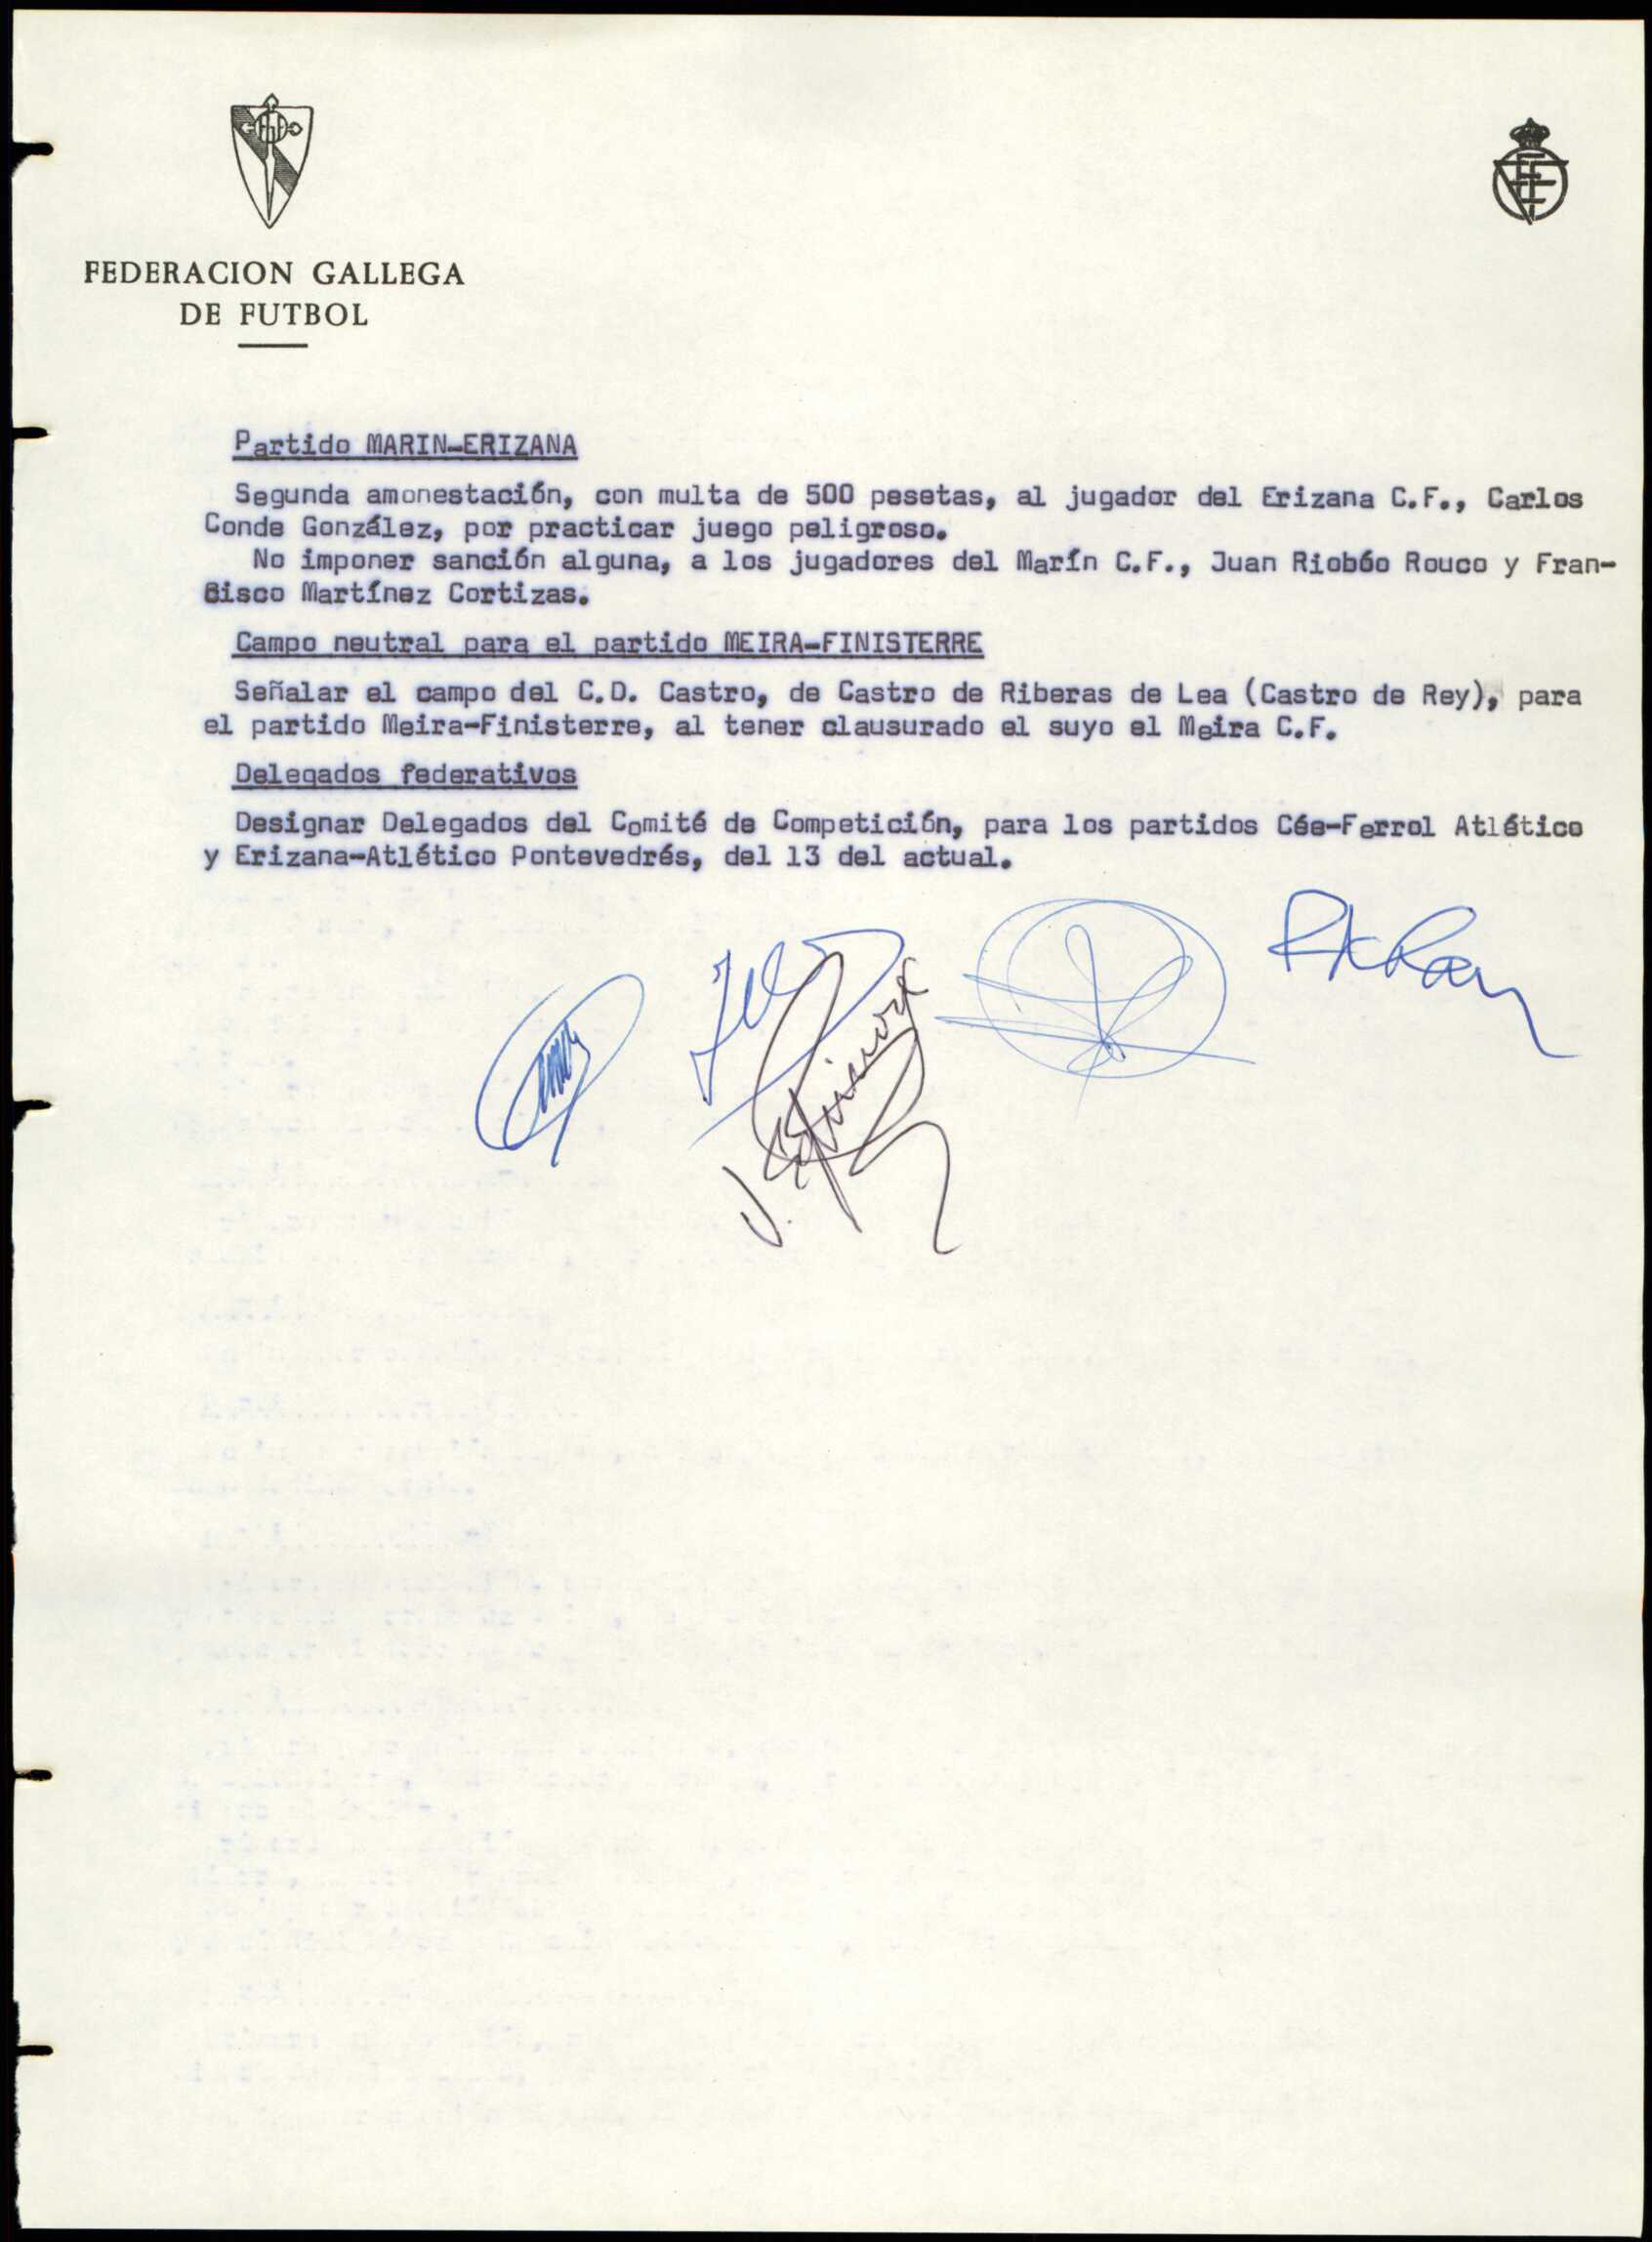 FEDERACION GALLEGA
DE FUTBOL
Partido MARIN-ERIZANA
Segunda amonestación, con multa de 500 pesetas, al jugador del Erizana C.F., Carlos
Conde González, por practicar juego peligroso.
No imponer sanción alguna, a los jugadores del Marín C.F., Juan Riobóo Rouco y Fran-
cisco Martínez Cortizas.
Campo neutral para el partido MEIRA-FINISTERRE
Señalar el campo del C.D. Castro, de Castro de Riberas de Lea (Castro de Rey), para
el partido Meira-Finisterre, al tener clausurado el suyo el Meira C.F.
Delegados federativos
Designar Delegados del Comité de Competición, para los partidos Cée-Ferrol Atlético
y Erizana-Atlético Pontevedrés, del 13 del actual.